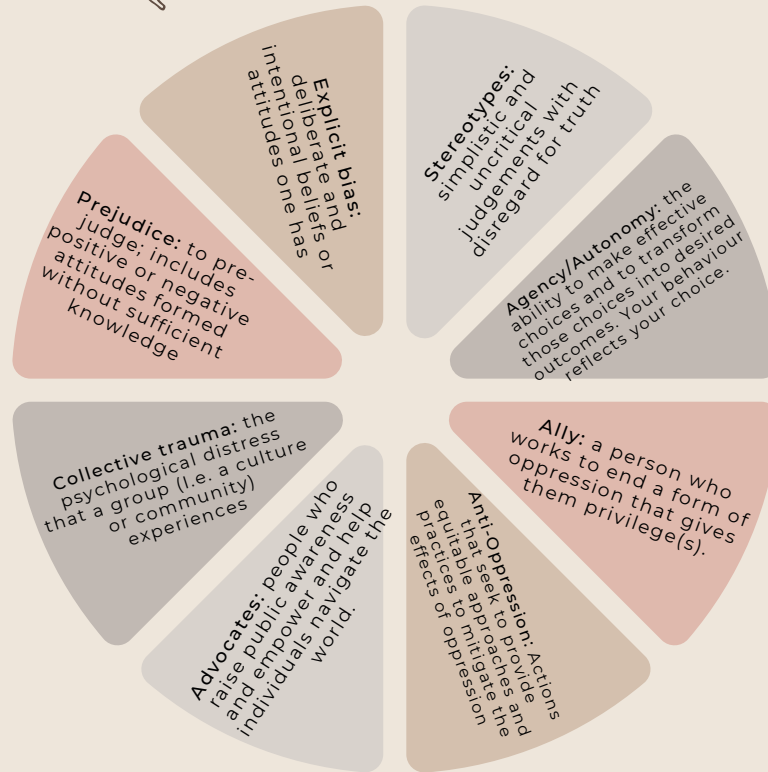 Stereotypes:
simplistic and
uncritical
judgements with
disregard for truth
Agency/Autonomy: the
ability to make effective
choices and to transform
those choices into desired
outcomes. Your behaviour
reflects your choice.
Ally: a person who
works to end a form of
oppression that gives
them privilege(s).
Anti-Oppression: Actions
that seek to provide
equitable approaches and
practices to mitigate the
effects of oppression
Advocates: people who
raise public awareness
and empower and help
individuals navigate the
world.
Collective trauma: the
psychological distress
that a group (I.e. a culture
or community)
experiences
Prejudice: to pre-
judge; includes
positive or negative
attitudes formed
without sufficient
knowledge
Explicit bias:
deliberate and
intentional beliefs or
attitudes one has